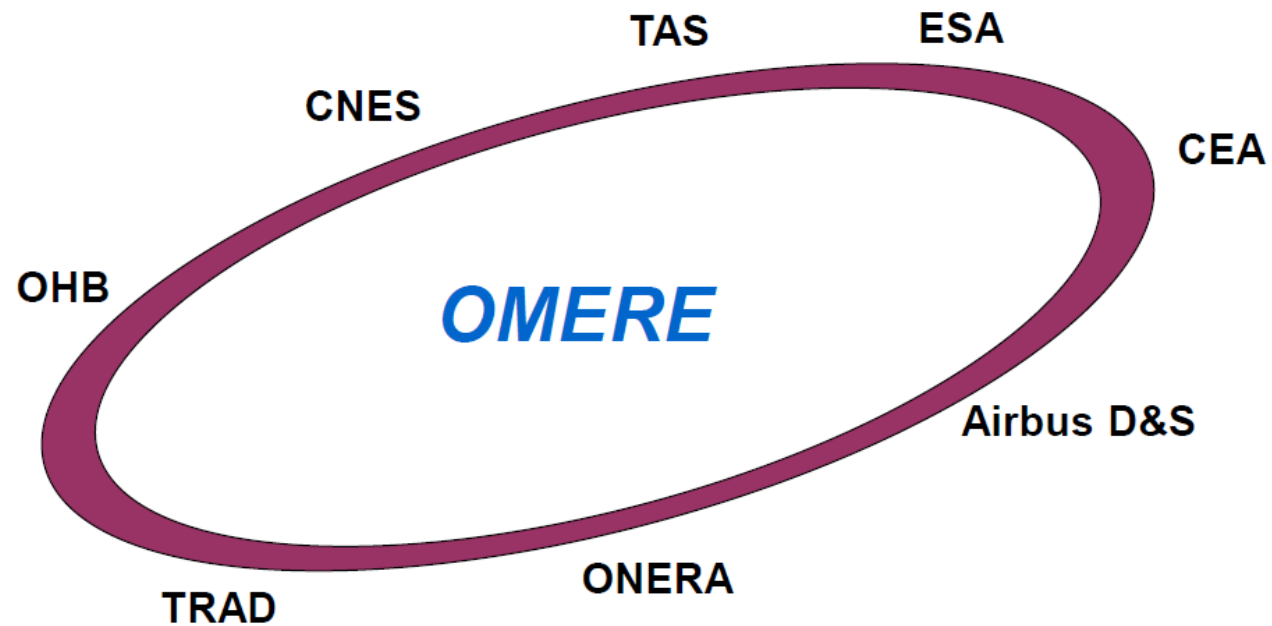 TAS
ESA
CNES
CEA
OHB
OMERE
Airbus D&S
ONERA
TRAD